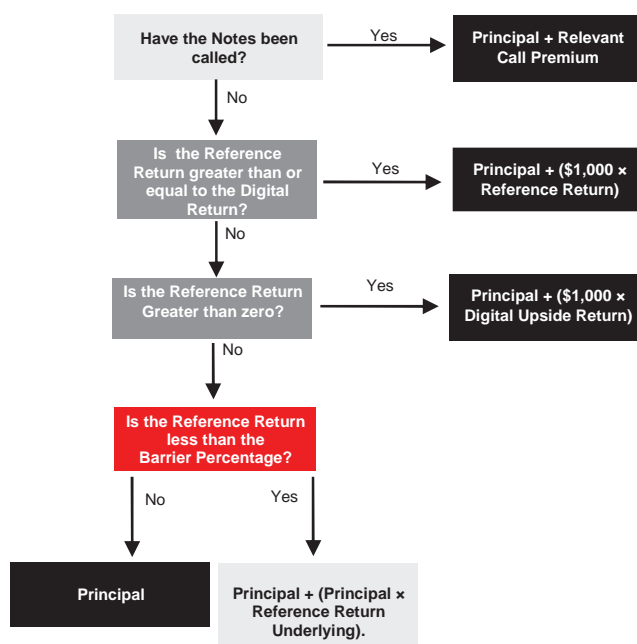 Have the Notes been
called?
Yes
Principal + Relevant
Call Premium
No
Is the Reference
Return greater than or
equal to the Digital
Return?
Yes
Principal + ($1,000 ×
Reference Return)
No
Is the Reference Return
Greater than zero?
Yes
Principal + ($1,000 ×
Digital Upside Return)
No
Is the Reference Return
less than the
Barrier Percentage?
No
Yes
Principal
Principal + (Principal ×
Reference Return
Underlying).